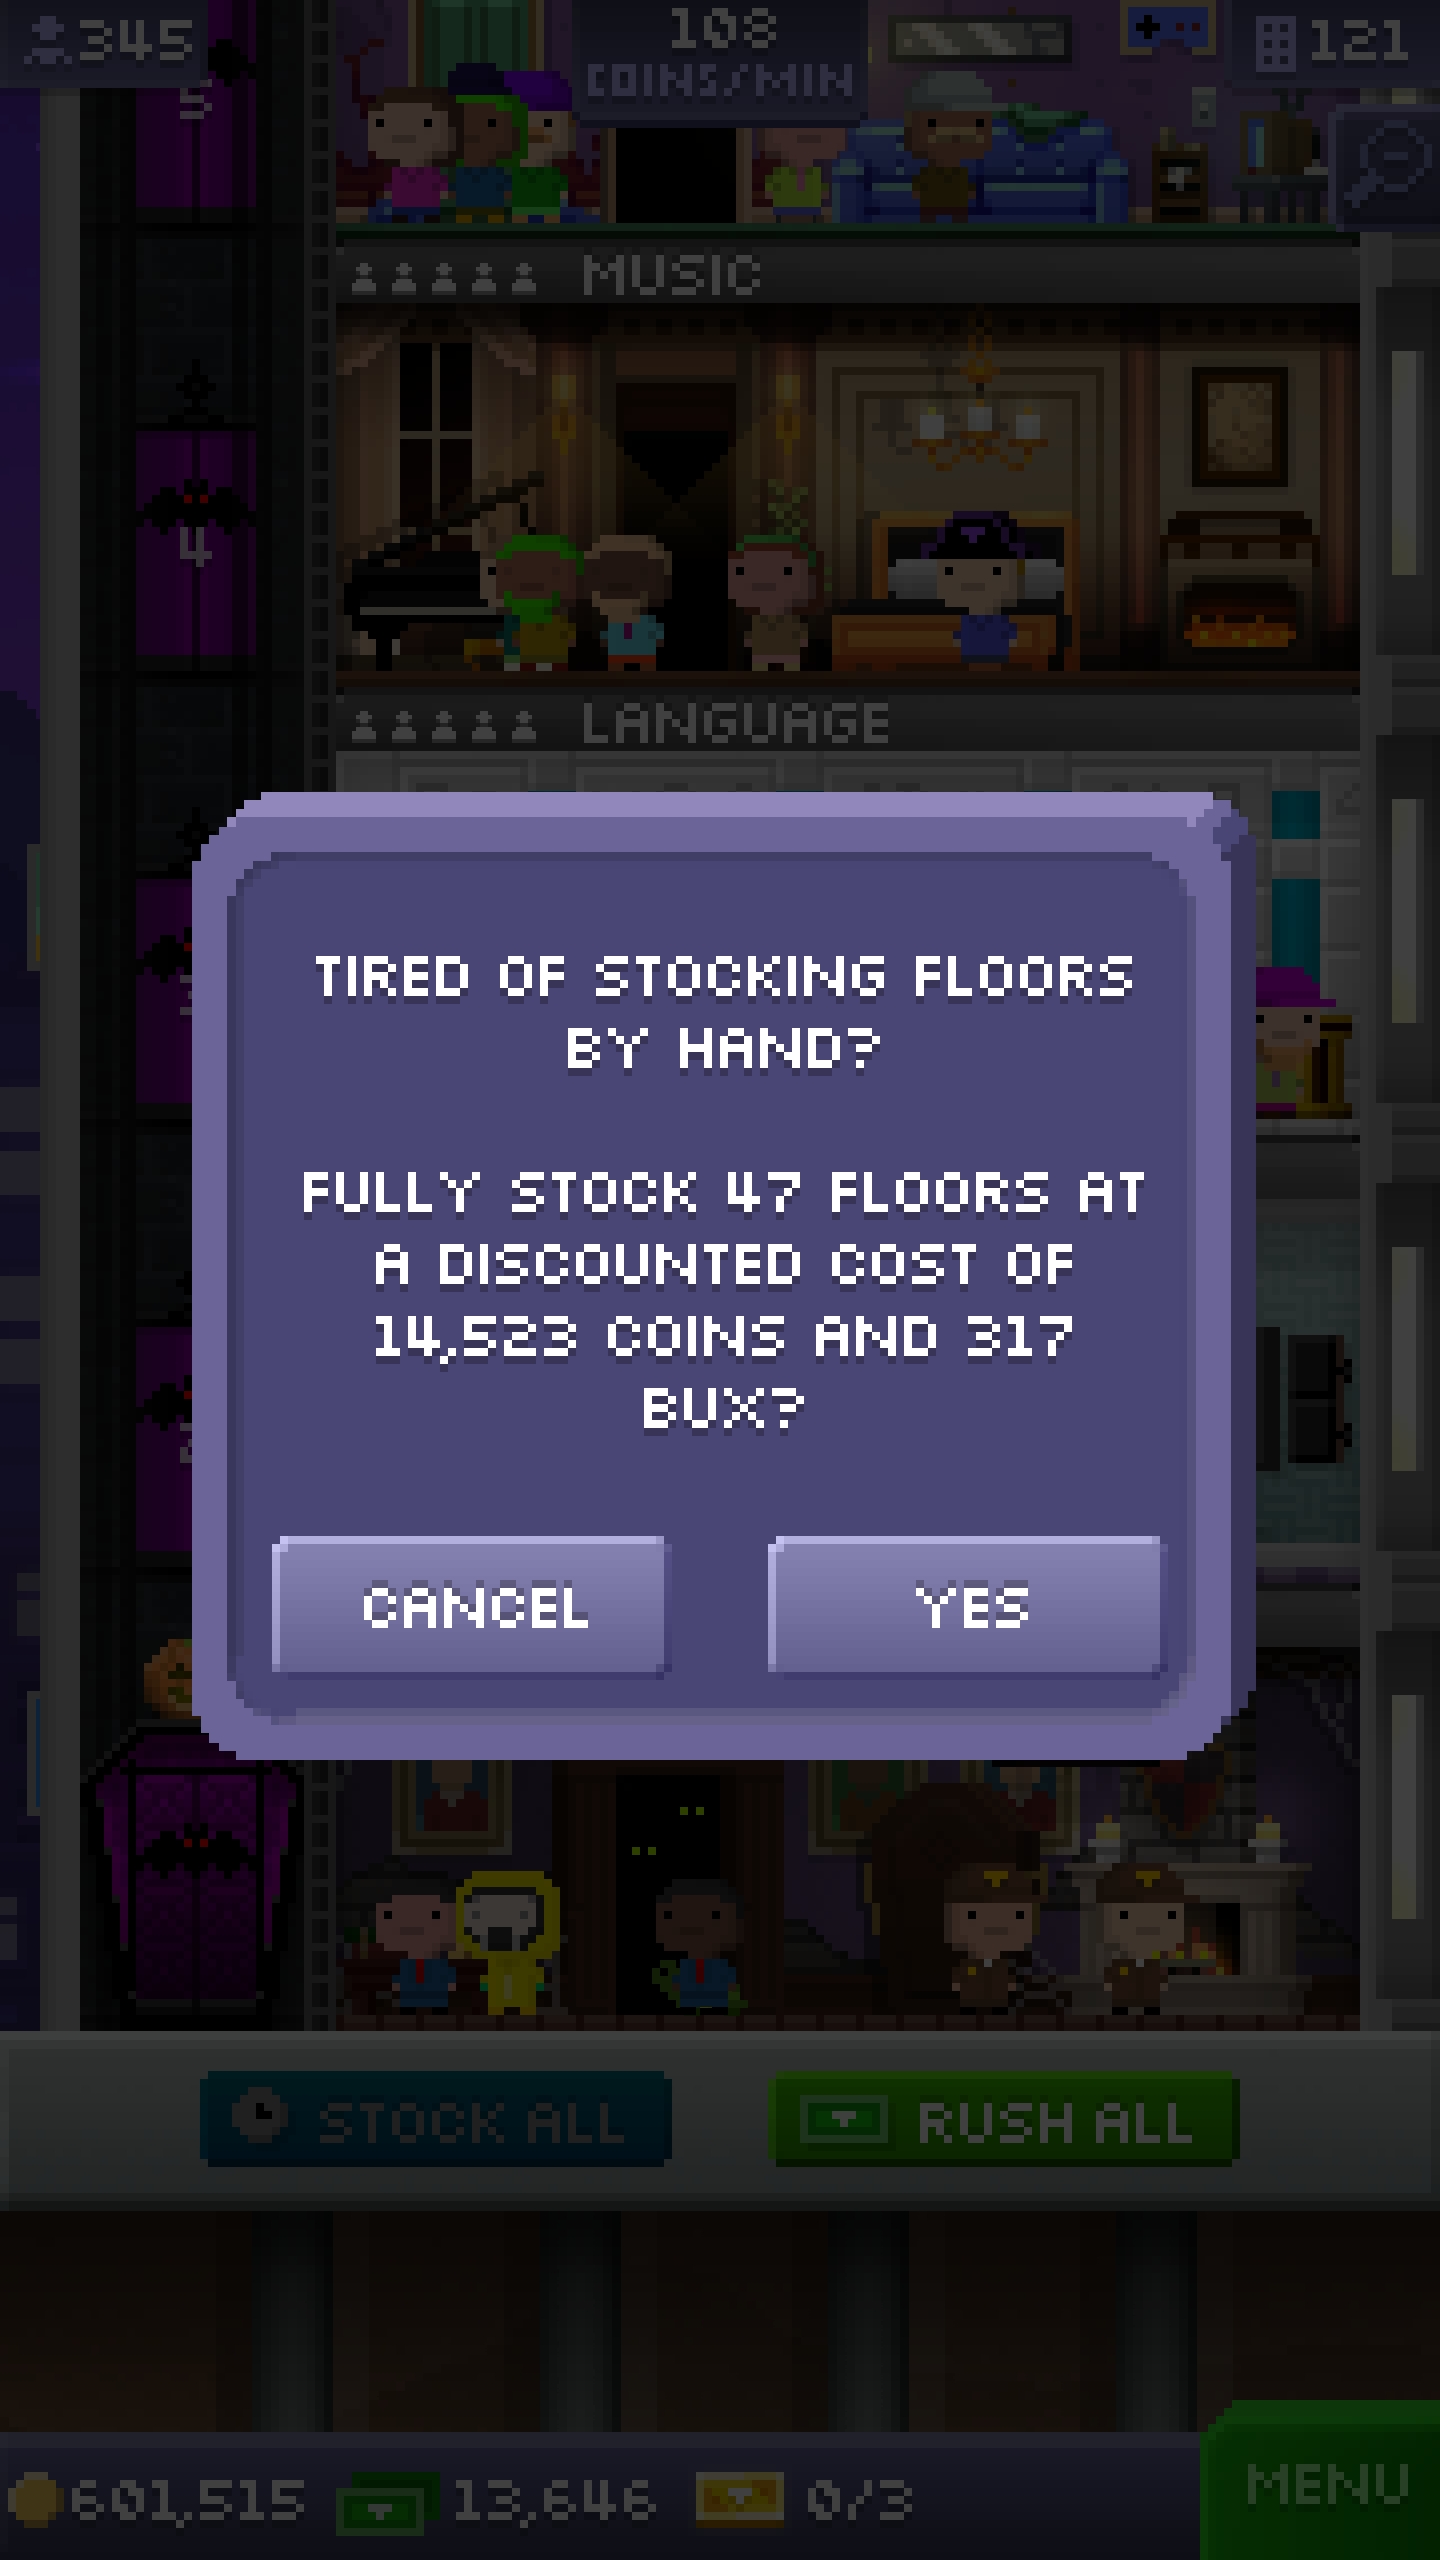 345
108
COINS/MIN
121
5
MUSIC
4
LANGUAGE
TIRED OF STOCKING FLOORS
BY HAND?
FULLY STOCK 47 FLOORS AT
A DISCOUNTED COST OF
14,523 COINS AND 317
BUX?
CANCEL
YES
STOCK ALL
RUSH ALL
601,515
13,646
0/3
MENU